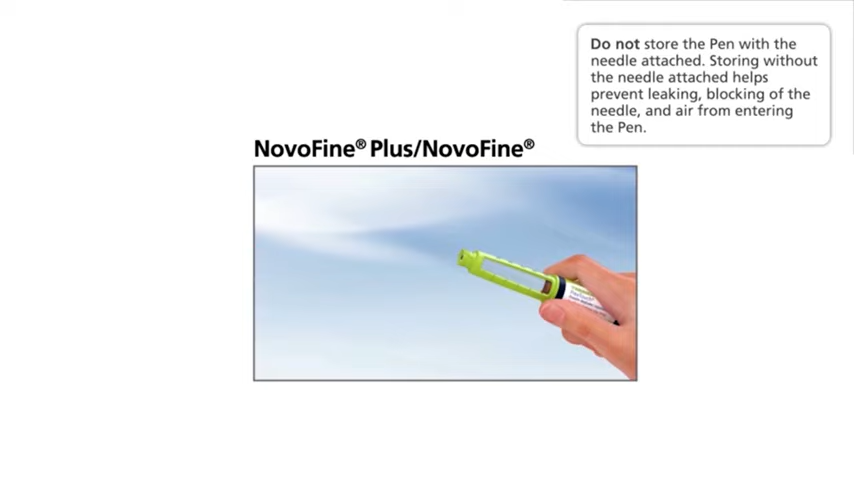 Do not store the Pen with the
needle attached. Storing without
the needle attached helps
prevent leaking, blocking of the
needle, and air from entering
the Pen.
NovoFine® Plus/NovoFine®